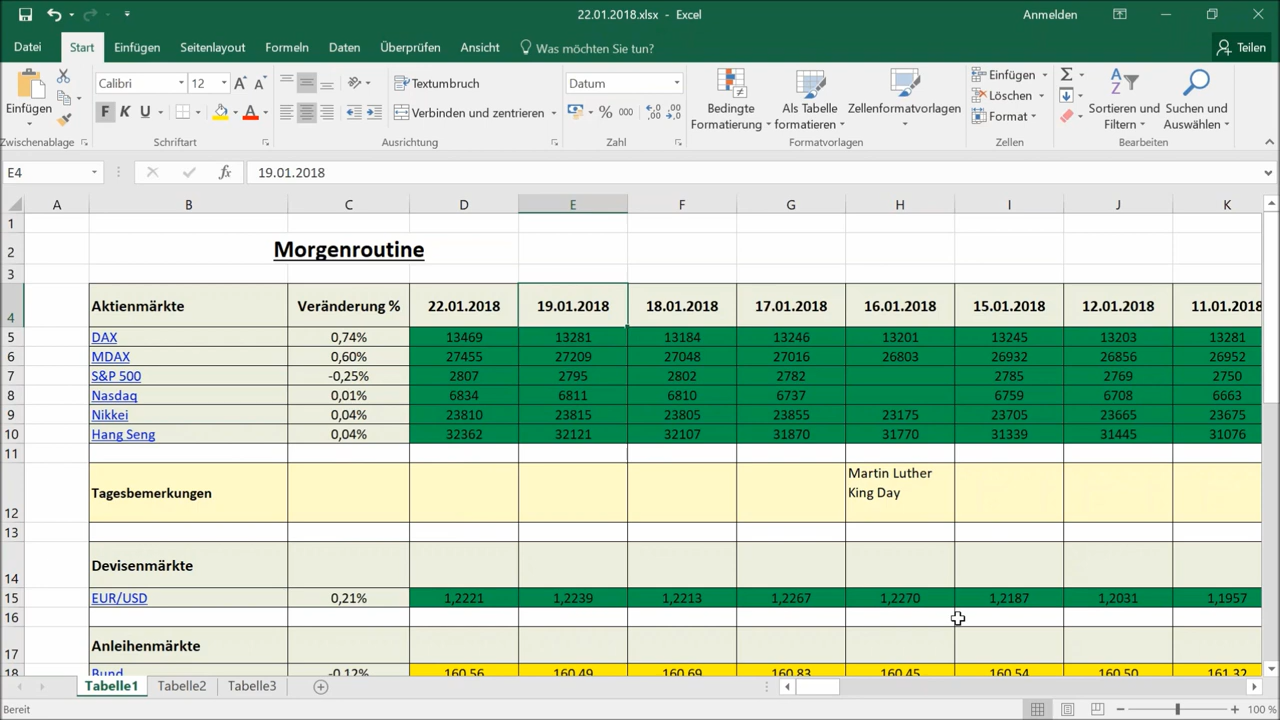 22.01.2018.xlsx - Excel
Anmelden
Datei Start Einfügen Seitenlayout Formeln Daten Überprüfen Ansicht Was möchten Sie tun? Teilen
Einfügen
Calibri 12
F K U
Textumbruch
Verbinden und zentrieren
Datum
% 000
Bedingte Formatierung
Als Tabelle formatieren
Zellenformatvorlagen
Einfügen
Löschen
Format
Sortieren und Filtern
Suchen und Auswählen
Zwischenablage Schriftart Ausrichtung Zahl Formatvorlagen Zellen Bearbeiten
E4 fx 19.01.2018
A B C D E F G H I J K
1
2 Morgenroutine
3
4 Aktienmärkte Veränderung % 22.01.2018 19.01.2018 18.01.2018 17.01.2018 16.01.2018 15.01.2018 12.01.2018 11.01.2018
5 DAX 0,74% 13469 13281 13184 13246 13201 13245 13203 13281
6 MDAX 0,60% 27455 27209 27048 27016 26803 26932 26856 26952
7 S&P 500 -0,25% 2807 2795 2802 2782 2785 2769 2750
8 Nasdaq 0,01% 6834 6811 6810 6737 6759 6708 6663
9 Nikkei 0,04% 23810 23815 23805 23855 23175 23705 23665 23675
10 Hang Seng 0,04% 32362 32121 32107 31870 31770 31339 31445 31076
11
12 Tagesbemerkungen Martin Luther
King Day
13
14 Devisenmärkte
15 EUR/USD 0,21% 1,2221 1,2239 1,2213 1,2267 1,2270 1,2187 1,2031 1,1957
16
17 Anleihenmärkte
18 Bund -0,12% 160,56 160,49 160,69 160,83 160,45 160,54 160,50 161,32
Tabelle1 Tabelle2 Tabelle3
Bereit
100 %